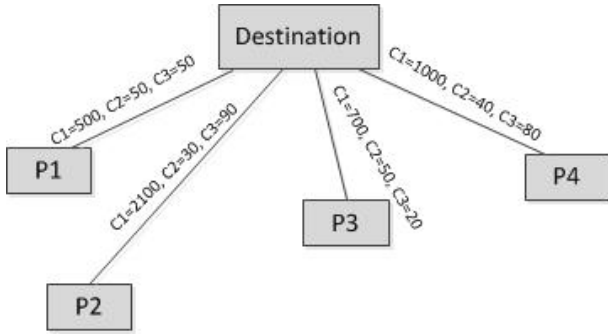 Destination
C1=500, C2=50, C3=50
C1=2100, C2=30, C3=90
C1=700, C2=50, C3=20
C1=1000, C2=40, C3=80
P1
P2
P3
P4